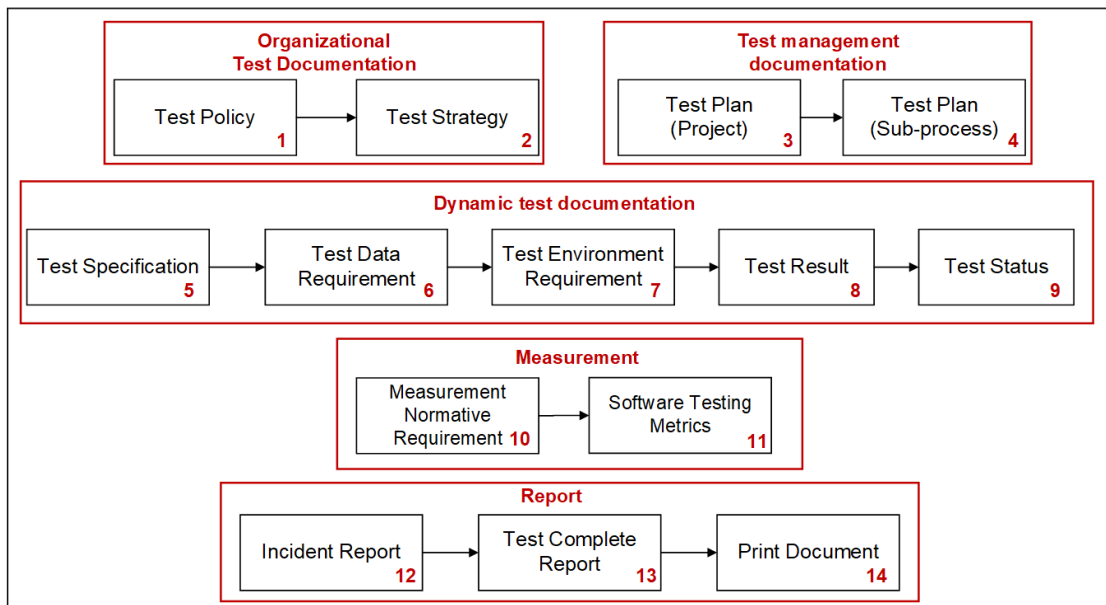 Organizational
Test Documentation
Test Policy
1
Test Strategy
2
Test management
documentation
Test Plan
(Project)
3
Test Plan
(Sub-process)
4
Dynamic test documentation
Test Specification
5
Test Data
Requirement
6
Test Environment
Requirement
7
Test Result
8
Test Status
9
Measurement
Measurement
Normative
Requirement
10
Software Testing
Metrics
11
Report
Incident Report
12
Test Complete
Report
13
Print Document
14